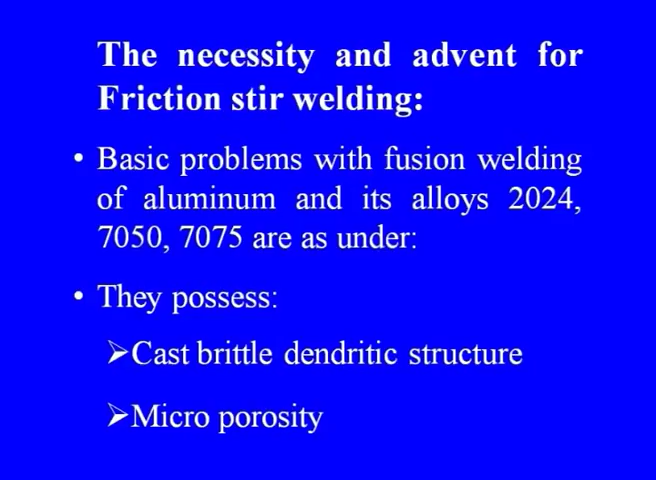 The necessity and advent for
Friction stir welding:
• Basic problems with fusion welding
of aluminum and its alloys 2024,
7050, 7075 are as under:
• They possess:
➢Cast brittle dendritic structure
➢Micro porosity